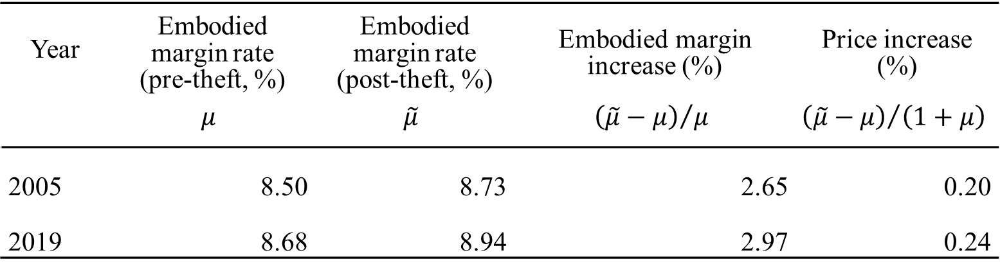 Year Embodied margin rate (pre-theft, %) Embodied margin rate (post-theft, %) Embodied margin increase (%) Price increase (%)
μ μ̃ (μ̃ − μ)/μ (μ̃ − μ)/(1 + μ)
2005 8.50 8.73 2.65 0.20
2019 8.68 8.94 2.97 0.24